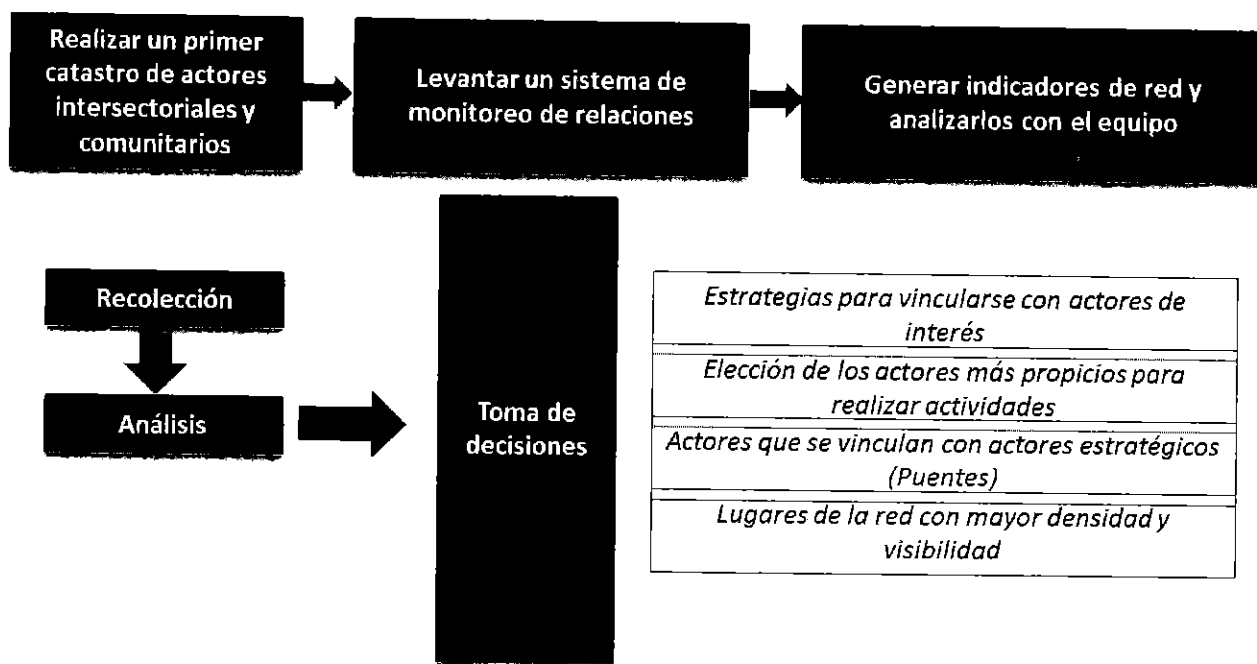 Realizar un primer
catastro de actores
intersectoriales y
comunitarios
Levantar un sistema de
monitoreo de relaciones
Generar indicadores de red y
analizarlos con el equipo
Recolección
Análisis
Toma de
decisiones
Estrategias para vincularse con actores de
interés
Elección de los actores más propicios para
realizar actividades
Actores que se vinculan con actores estratégicos
(Puentes)
Lugares de la red con mayor densidad y
visibilidad